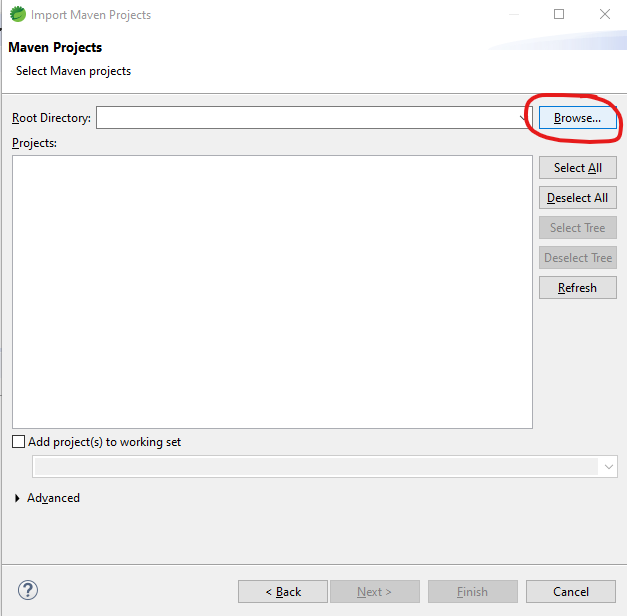 Import Maven Projects
Maven Projects
Select Maven projects
Root Directory:
Browse...
Projects:
Select All
Deselect All
Select Tree
Deselect Tree
Refresh
Add project(s) to working set
Advanced
?
< Back
Next >
Finish
Cancel